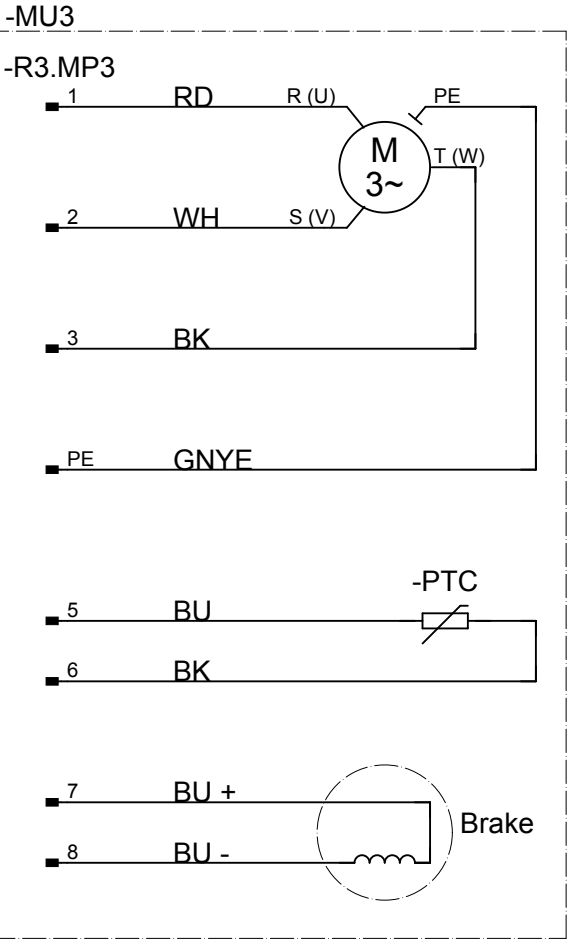 -MU3
-R3.MP3
1 RD R (U) PE
M
3~
T (W)
2 WH S (V)
3 BK
PE GNYE
-PTC
5 BU
6 BK
7 BU +
Brake
8 BU -